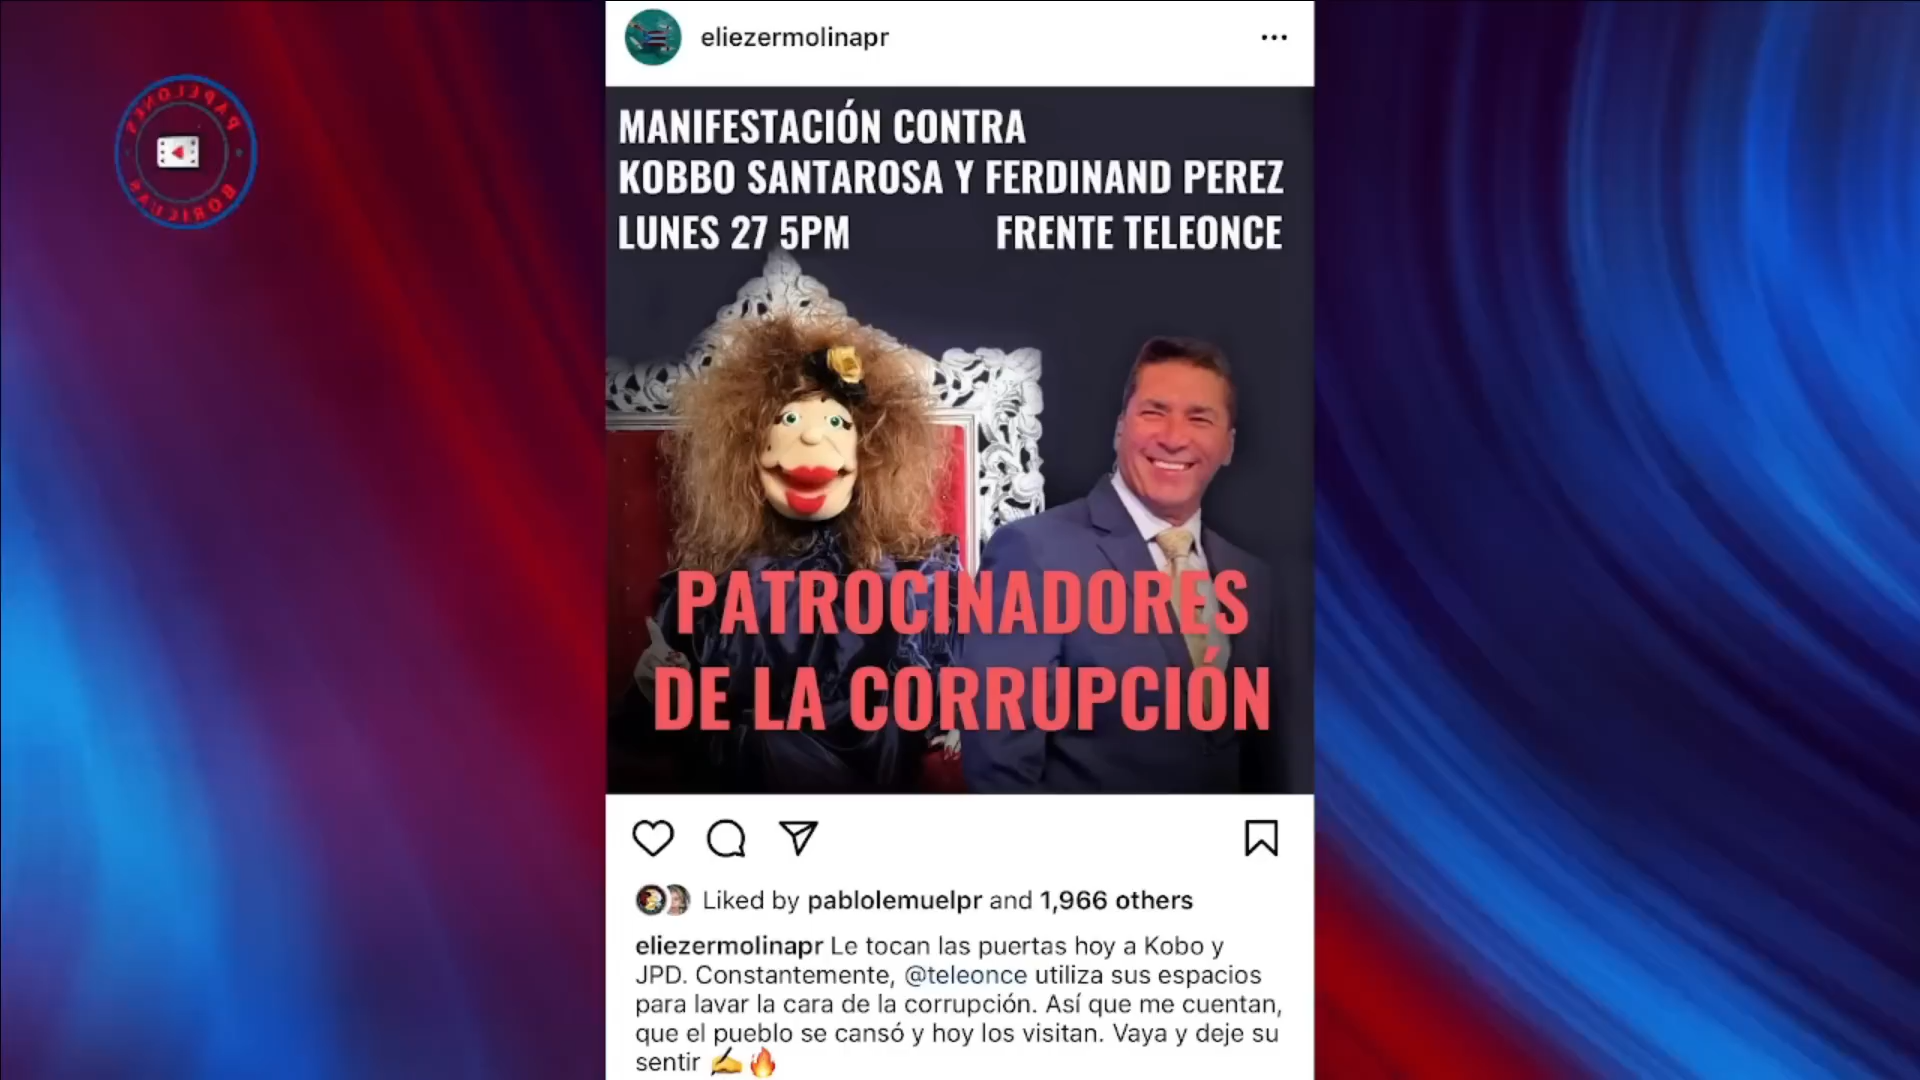 eliezermolinapr
PAPELONES
BORICUAS
MANIFESTACIÓN CONTRA
KOBBO SANTAROSA Y FERDINAND PEREZ
LUNES 27 5PM FRENTE TELEONCE
PATROCINADORES
DE LA CORRUPCIÓN
Liked by pablolemuelpr and 1,966 others
eliezermolinapr Le tocan las puertas hoy a Kobo y
JPD. Constantemente, @teleonce utiliza sus espacios
para lavar la cara de la corrupción. Así que me cuentan,
que el pueblo se cansó y hoy los visitan. Vaya y deje su
sentir ✍️🔥